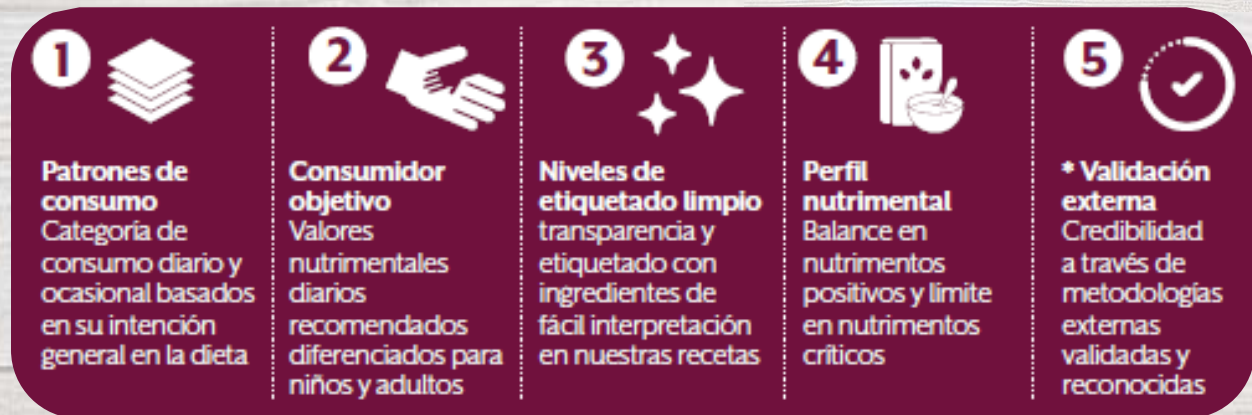 1
Patrones de
consumo
Categoría de
consumo diario y
ocasional basados
en su intención
general en la dieta
2
Consumidor
objetivo
Valores
nutrimentales
diarios
recomendados
diferenciados para
niños y adultos
3
Niveles de
etiquetado limpio
transparencia y
etiquetado con
ingredientes de
fácil interpretación
en nuestras recetas
4
Perfil
nutrimental
Balance en
nutrimentos
positivos y límite
en nutrimentos
críticos
5
* Validación
externa
Credibilidad
a través de
metodologías
externas
validadas y
reconocidas